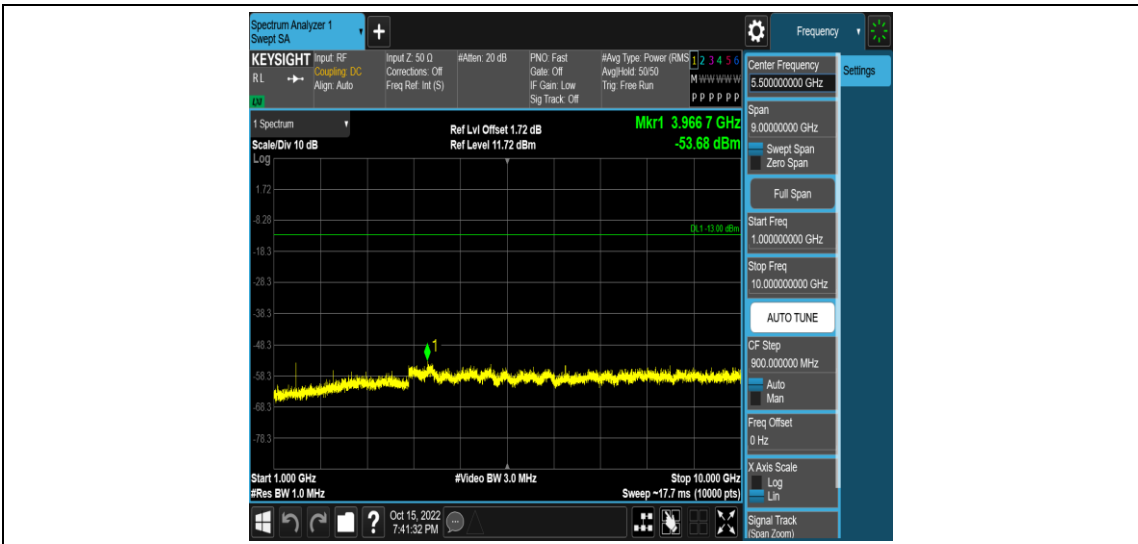 Spectrum Analyzer 1
Swept SA
Frequency
KEYSIGHT
RL
LXI
Input: RF
Coupling: DC
Align: Auto
Input Z: 50 Ω
Corrections: Off
Freq Ref: Int (S)
#Atten: 20 dB
PNO: Fast
Gate: Off
IF Gain: Low
Sig Track: Off
#Avg Type: Power (RMS
Avg|Hold: 50/50
Trig: Free Run
1 2 3 4 5 6
M W W W W W
P P P P P P
Center Frequency
5.500000000 GHz
Settings
1 Spectrum
Scale/Div 10 dB
Log
Ref Lvl Offset 1.72 dB
Ref Level 11.72 dBm
Mkr1 3.966 7 GHz
-53.68 dBm
Span
9.00000000 GHz
Swept Span
Zero Span
Full Span
Start Freq
1.000000000 GHz
Stop Freq
10.000000000 GHz
AUTO TUNE
CF Step
900.000000 MHz
Auto
Man
Freq Offset
0 Hz
X Axis Scale
Log
Lin
Signal Track
(Span Zoom)
1.72
-8.28
DL1 -13.00 dBm
-18.3
-28.3
-38.3
-48.3
1
-58.3
-68.3
-78.3
Start 1.000 GHz
#Video BW 3.0 MHz
Stop 10.000 GHz
#Res BW 1.0 MHz
Sweep ~17.7 ms (10000 pts)
?
Oct 15, 2022
7:41:32 PM